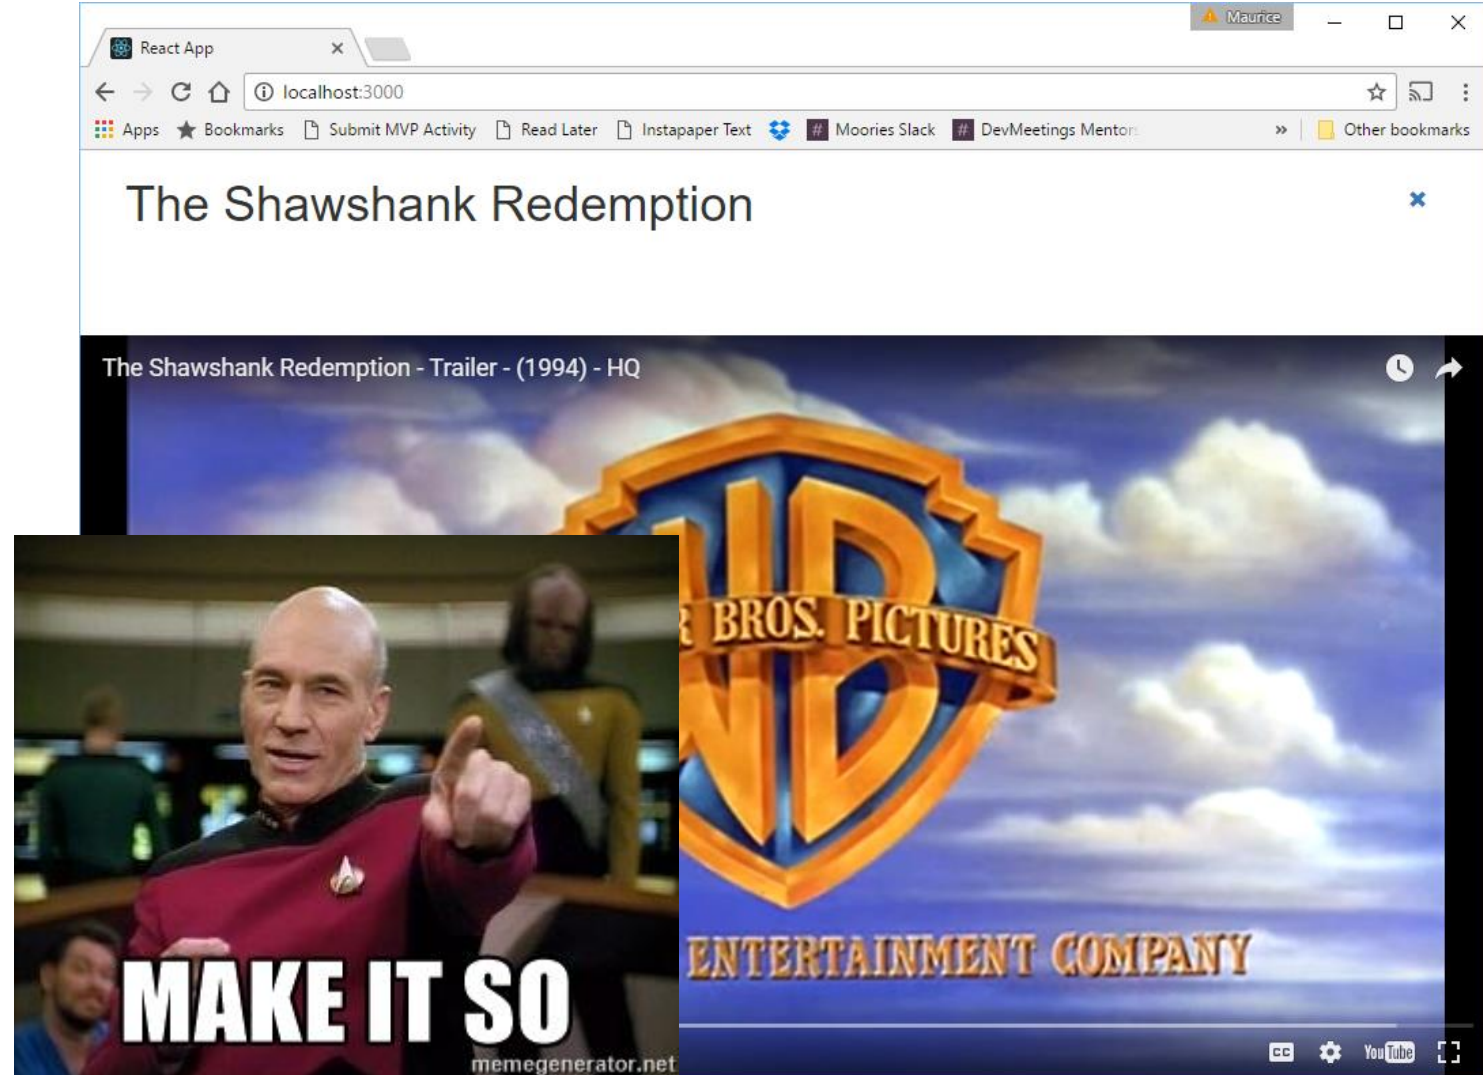 Maurice
React App
localhost:3000
Apps Bookmarks Submit MVP Activity Read Later Instapaper Text # Moories Slack # DevMeetings Mentors » Other bookmarks
The Shawshank Redemption
The Shawshank Redemption - Trailer - (1994) - HQ
WB
BROS. PICTURES
ENTERTAINMENT COMPANY
MAKE IT SO
memegenerator.net
CC YouTube